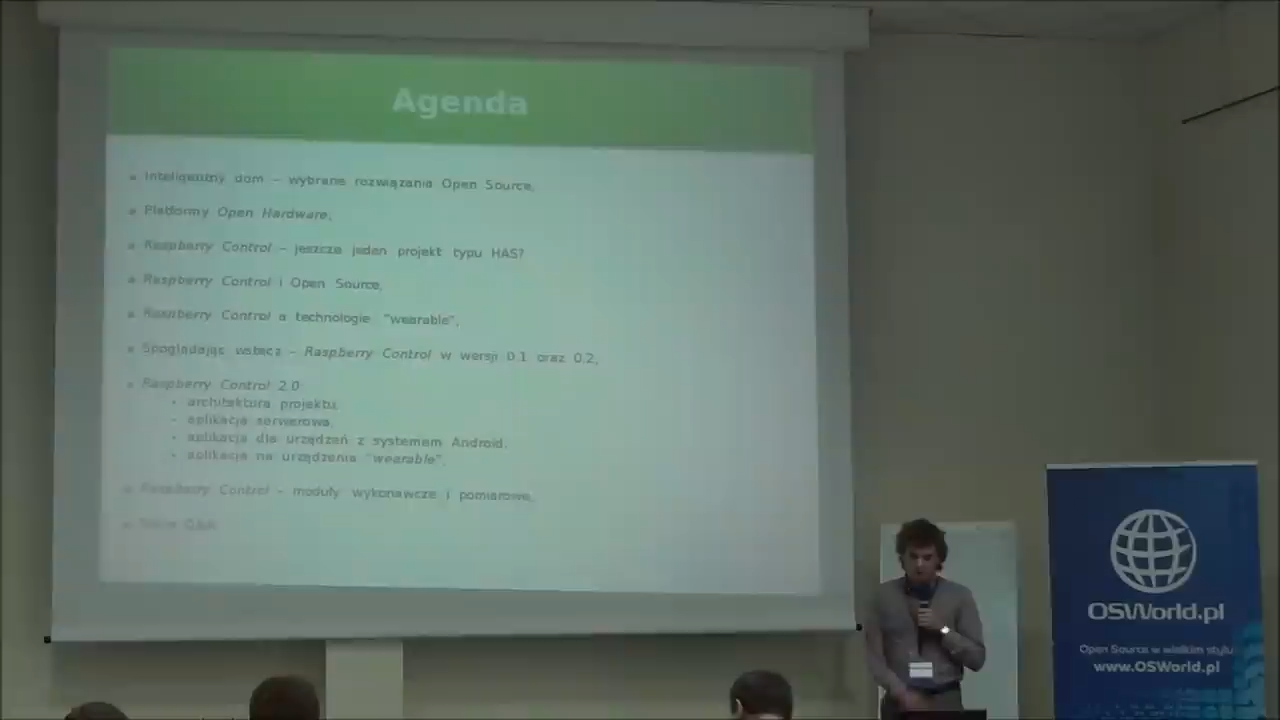 Agenda
Inteligentny dom – wybrane rozwiązania Open Source,
Platformy Open Hardware,
Raspberry Control – jeszcze jeden projekt typu HAS?
Raspberry Control i Open Source,
Raspberry Control a technologie "wearable",
Spoglądając wstecz – Raspberry Control w wersji 0.1 oraz 0.2,
Raspberry Control 2.0
- architektura projektu,
- aplikacja serwerowa,
- aplikacja dla urządzeń z systemem Android,
- aplikacja na urządzenia "wearable",
Raspberry Control – moduły wykonawcze i pomiarowe,
OSWorld.pl
Open Source w wielkim stylu
www.OSWorld.pl